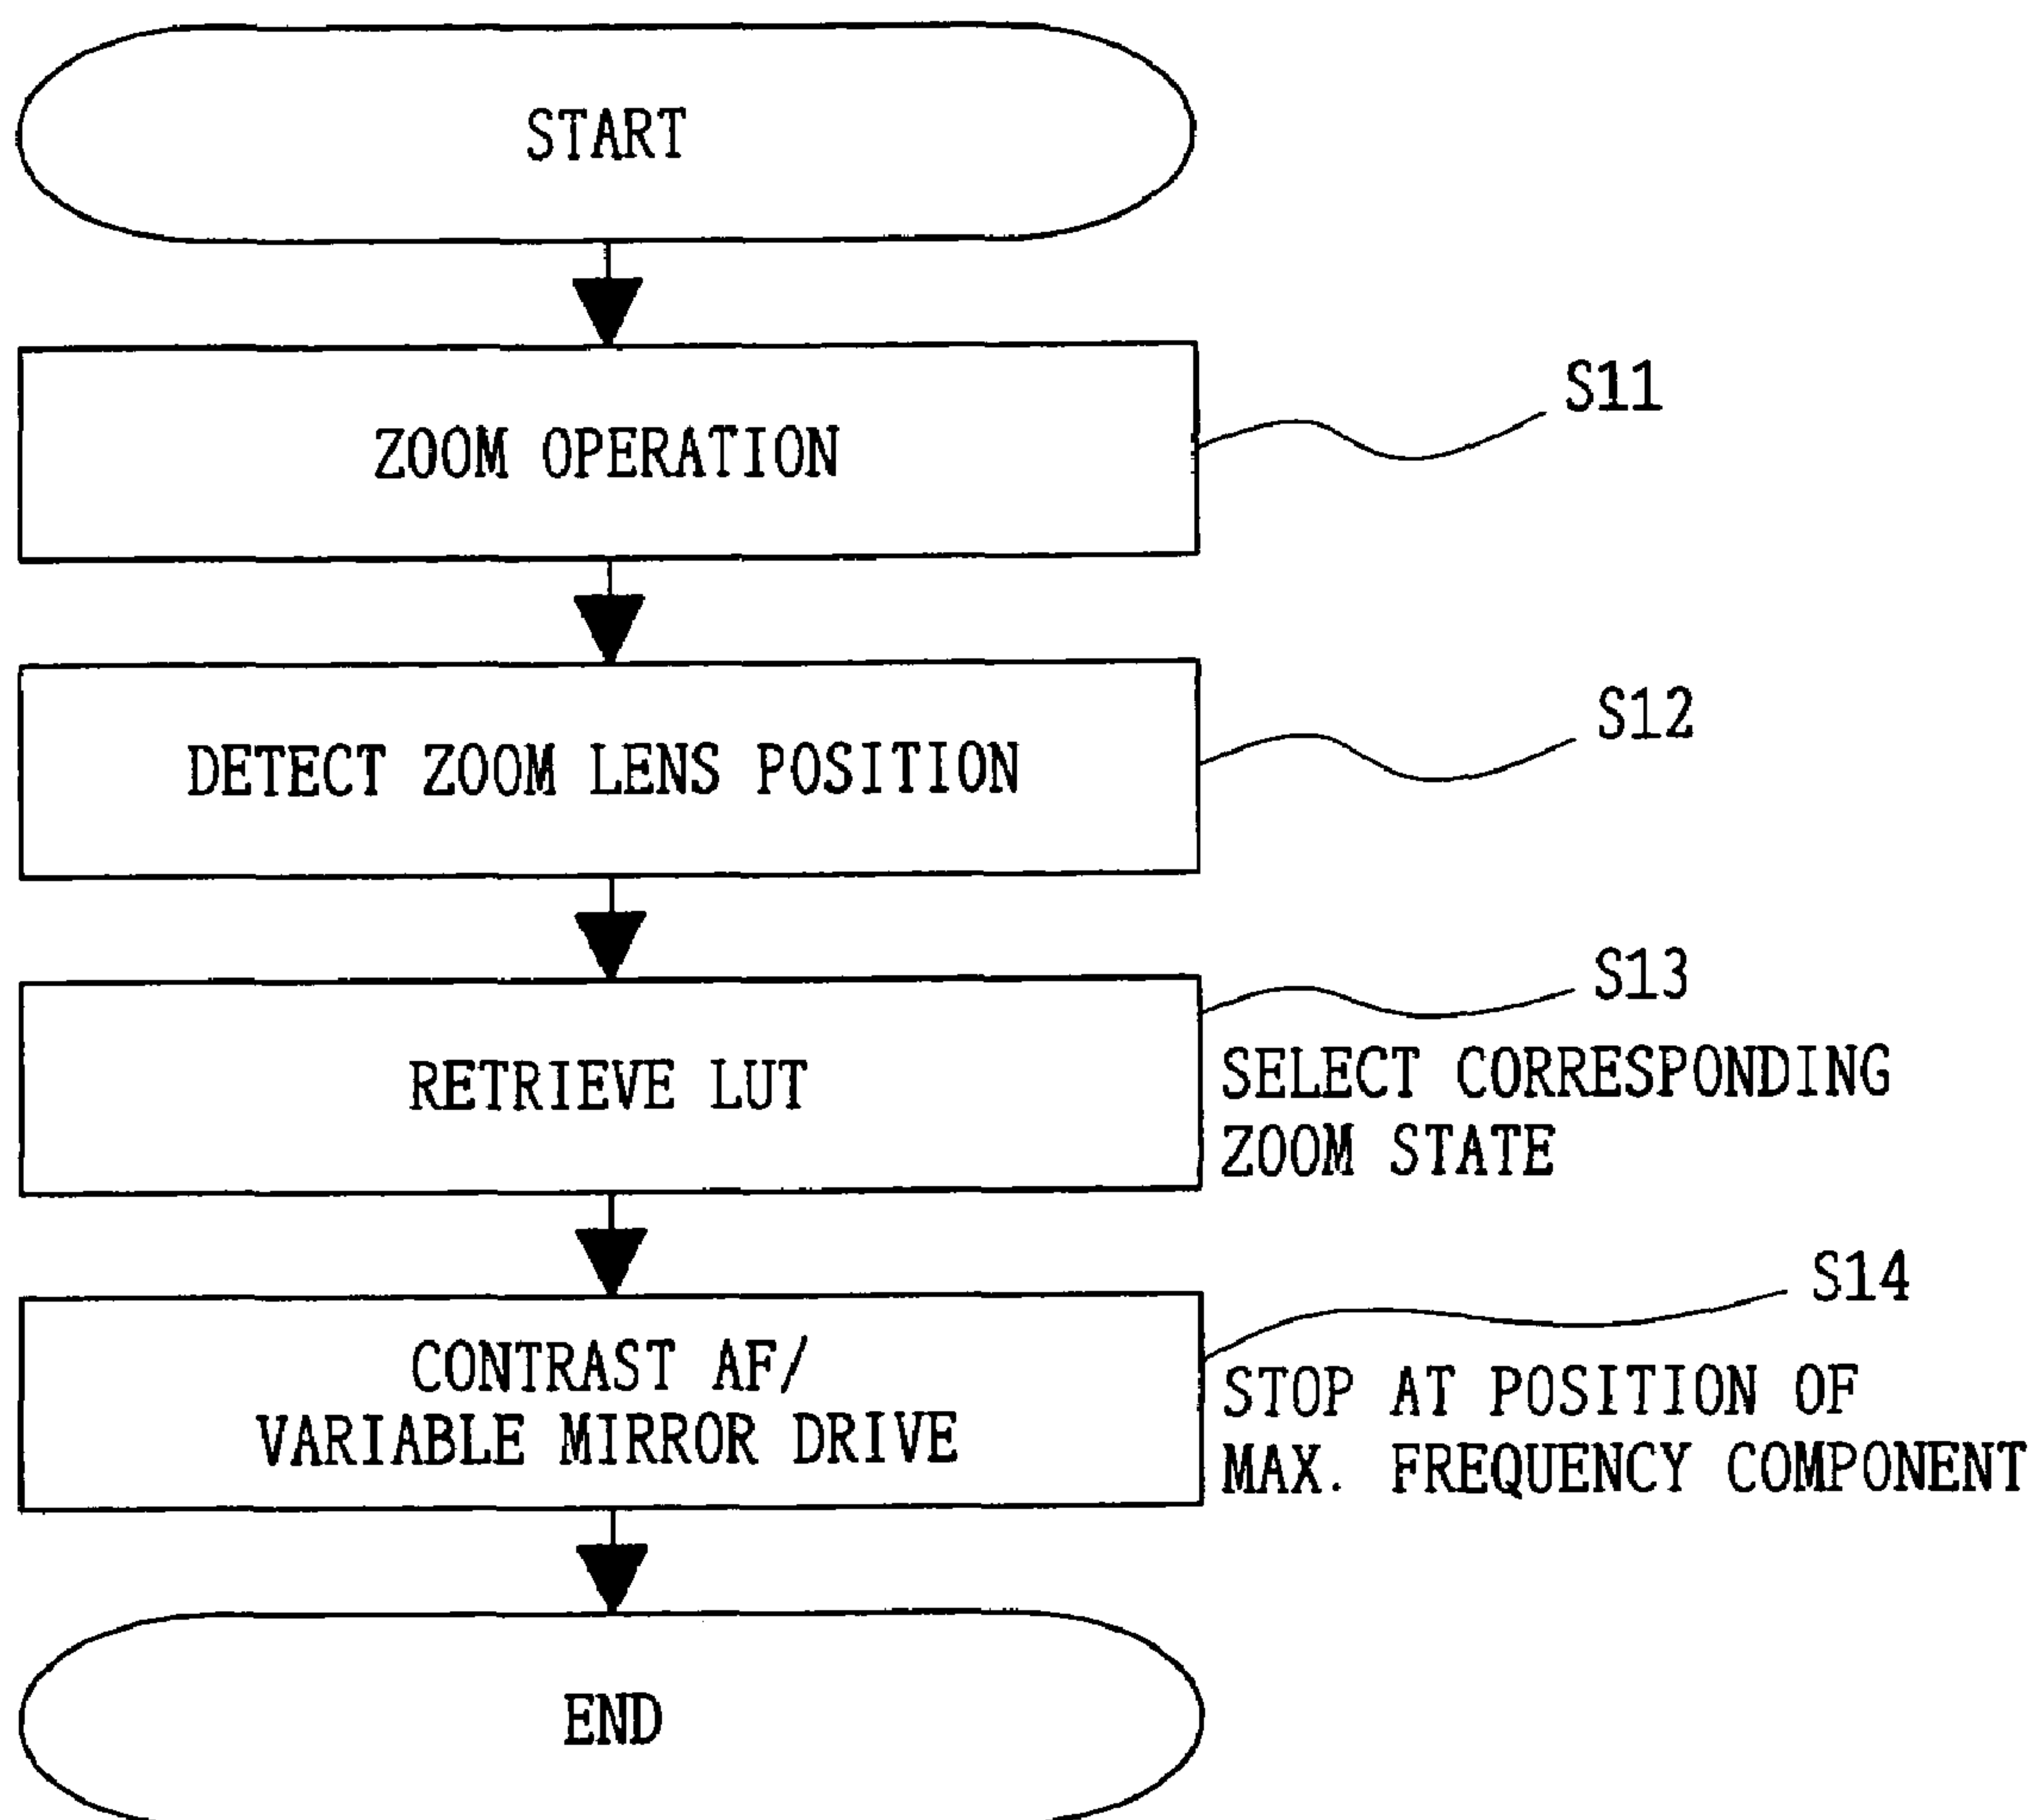 START
ZOOM OPERATION
S11
DETECT ZOOM LENS POSITION
S12
RETRIEVE LUT
S13
SELECT CORRESPONDING
ZOOM STATE
CONTRAST AF/
VARIABLE MIRROR DRIVE
S14
STOP AT POSITION OF
MAX. FREQUENCY COMPONENT
END